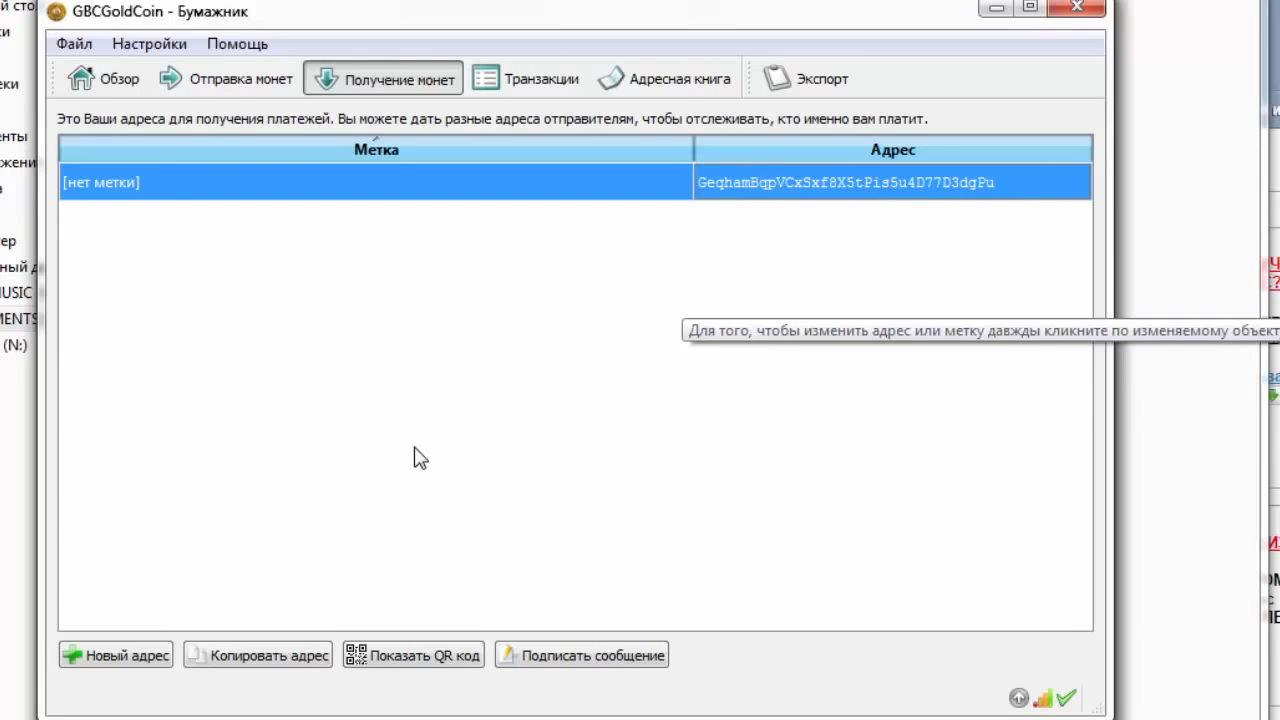 GBCGoldCoin - Бумажник
Файл Настройки Помощь
Обзор Отправка монет Получение монет Транзакции Адресная книга Экспорт
Это Ваши адреса для получения платежей. Вы можете дать разные адреса отправителям, чтобы отслеживать, кто именно вам платит.
Метка Адрес
[нет метки] GeqhamBqpVCxSxf8X5tPis5u4D77D3dgPu
Для того, чтобы изменить адрес или метку давжды кликните по изменяемому объект
(N:)
Новый адрес Копировать адрес Показать QR код Подписать сообщение